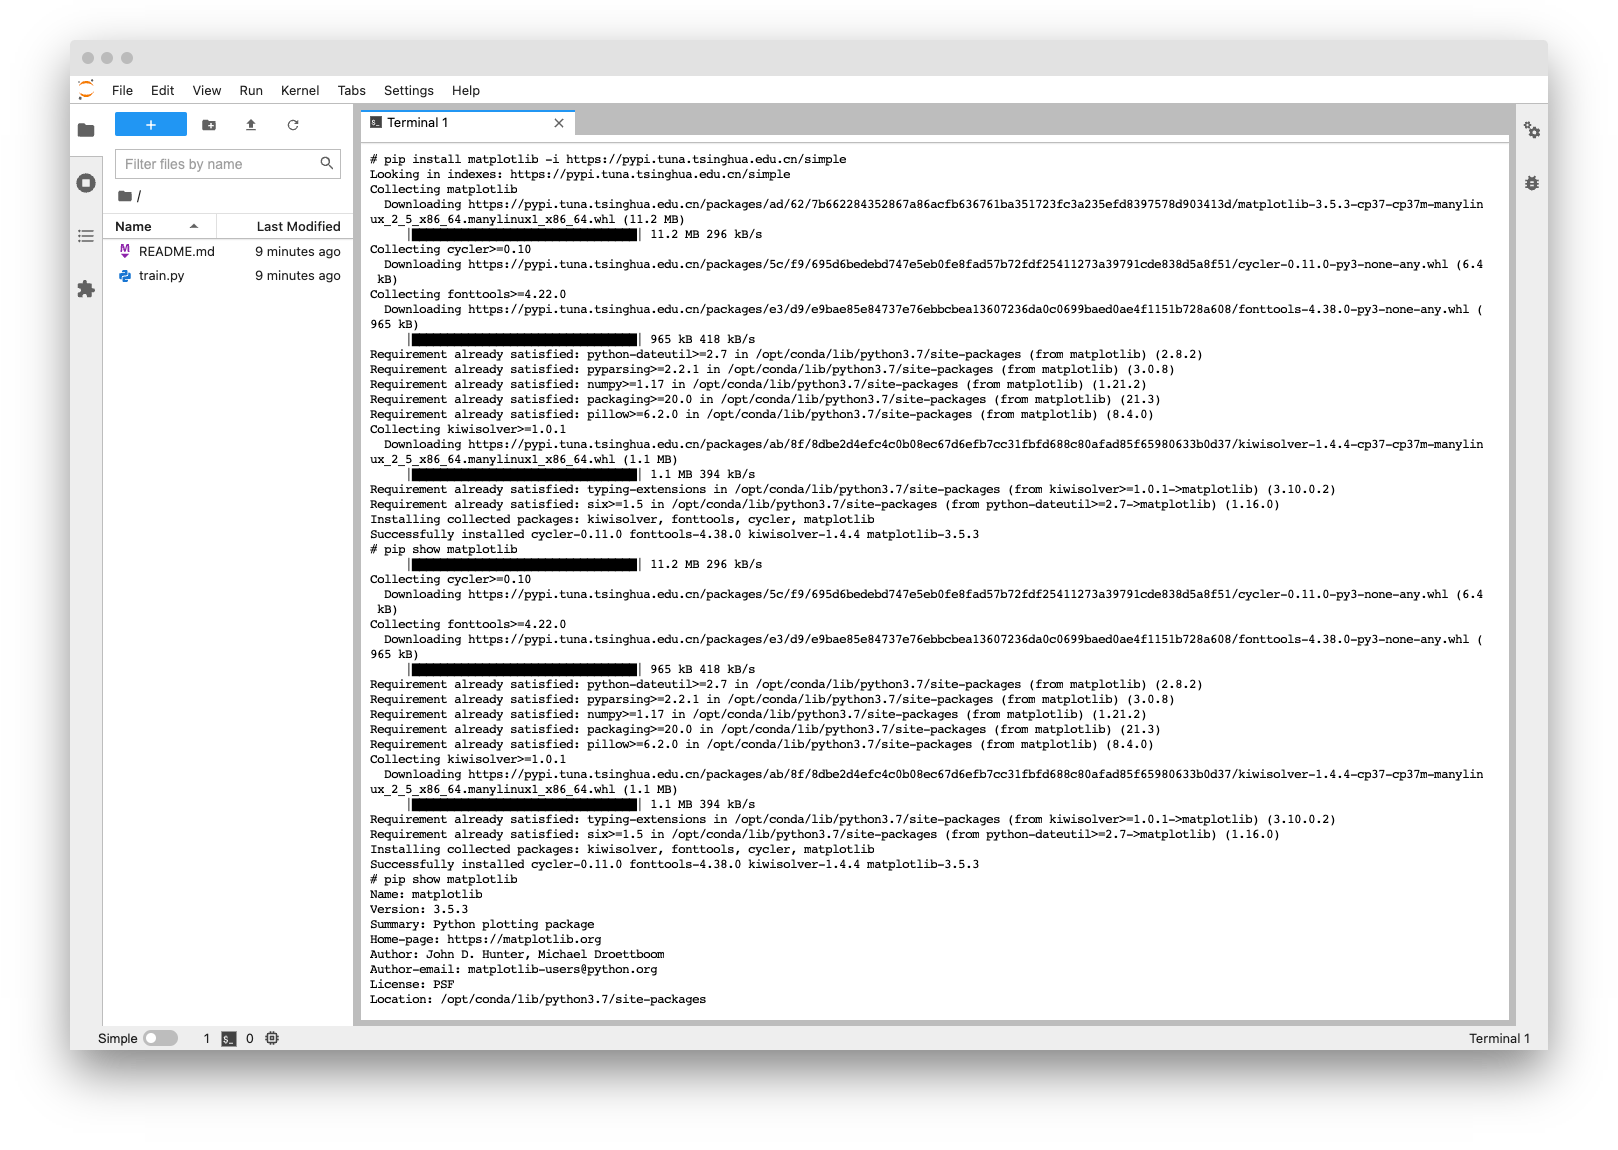 File Edit View Run Kernel Tabs Settings Help
+
Filter files by name
/
Name Last Modified
README.md 9 minutes ago
train.py 9 minutes ago
Terminal 1
# pip install matplotlib -i https://pypi.tuna.tsinghua.edu.cn/simple
Looking in indexes: https://pypi.tuna.tsinghua.edu.cn/simple
Collecting matplotlib
Downloading https://pypi.tuna.tsinghua.edu.cn/packages/ad/62/7b662284352867a86acfb636761ba351723fc3a235efd8397578d903413d/matplotlib-3.5.3-cp37-cp37m-manylin
ux_2_5_x86_64.manylinux1_x86_64.whl (11.2 MB)
| | 11.2 MB 296 kB/s
Collecting cycler>=0.10
Downloading https://pypi.tuna.tsinghua.edu.cn/packages/5c/f9/695d6bedebd747e5eb0fe8fad57b72fdf25411273a39791cde838d5a8f51/cycler-0.11.0-py3-none-any.whl (6.4
kB)
Collecting fonttools>=4.22.0
Downloading https://pypi.tuna.tsinghua.edu.cn/packages/e3/d9/e9bae85e84737e76ebbcbea13607236da0c0699baed0ae4f1151b728a608/fonttools-4.38.0-py3-none-any.whl (
965 kB)
| | 965 kB 418 kB/s
Requirement already satisfied: python-dateutil>=2.7 in /opt/conda/lib/python3.7/site-packages (from matplotlib) (2.8.2)
Requirement already satisfied: pyparsing>=2.2.1 in /opt/conda/lib/python3.7/site-packages (from matplotlib) (3.0.8)
Requirement already satisfied: numpy>=1.17 in /opt/conda/lib/python3.7/site-packages (from matplotlib) (1.21.2)
Requirement already satisfied: packaging>=20.0 in /opt/conda/lib/python3.7/site-packages (from matplotlib) (21.3)
Requirement already satisfied: pillow>=6.2.0 in /opt/conda/lib/python3.7/site-packages (from matplotlib) (8.4.0)
Collecting kiwisolver>=1.0.1
Downloading https://pypi.tuna.tsinghua.edu.cn/packages/ab/8f/8dbe2d4efc4c0b08ec67d6efb7cc31fbfd688c80afad85f65980633b0d37/kiwisolver-1.4.4-cp37-cp37m-manylin
ux_2_5_x86_64.manylinux1_x86_64.whl (1.1 MB)
| | 1.1 MB 394 kB/s
Requirement already satisfied: typing-extensions in /opt/conda/lib/python3.7/site-packages (from kiwisolver>=1.0.1->matplotlib) (3.10.0.2)
Requirement already satisfied: six>=1.5 in /opt/conda/lib/python3.7/site-packages (from python-dateutil>=2.7->matplotlib) (1.16.0)
Installing collected packages: kiwisolver, fonttools, cycler, matplotlib
Successfully installed cycler-0.11.0 fonttools-4.38.0 kiwisolver-1.4.4 matplotlib-3.5.3
# pip show matplotlib
| | 11.2 MB 296 kB/s
Collecting cycler>=0.10
Downloading https://pypi.tuna.tsinghua.edu.cn/packages/5c/f9/695d6bedebd747e5eb0fe8fad57b72fdf25411273a39791cde838d5a8f51/cycler-0.11.0-py3-none-any.whl (6.4
kB)
Collecting fonttools>=4.22.0
Downloading https://pypi.tuna.tsinghua.edu.cn/packages/e3/d9/e9bae85e84737e76ebbcbea13607236da0c0699baed0ae4f1151b728a608/fonttools-4.38.0-py3-none-any.whl (
965 kB)
| | 965 kB 418 kB/s
Requirement already satisfied: python-dateutil>=2.7 in /opt/conda/lib/python3.7/site-packages (from matplotlib) (2.8.2)
Requirement already satisfied: pyparsing>=2.2.1 in /opt/conda/lib/python3.7/site-packages (from matplotlib) (3.0.8)
Requirement already satisfied: numpy>=1.17 in /opt/conda/lib/python3.7/site-packages (from matplotlib) (1.21.2)
Requirement already satisfied: packaging>=20.0 in /opt/conda/lib/python3.7/site-packages (from matplotlib) (21.3)
Requirement already satisfied: pillow>=6.2.0 in /opt/conda/lib/python3.7/site-packages (from matplotlib) (8.4.0)
Collecting kiwisolver>=1.0.1
Downloading https://pypi.tuna.tsinghua.edu.cn/packages/ab/8f/8dbe2d4efc4c0b08ec67d6efb7cc31fbfd688c80afad85f65980633b0d37/kiwisolver-1.4.4-cp37-cp37m-manylin
ux_2_5_x86_64.manylinux1_x86_64.whl (1.1 MB)
| | 1.1 MB 394 kB/s
Requirement already satisfied: typing-extensions in /opt/conda/lib/python3.7/site-packages (from kiwisolver>=1.0.1->matplotlib) (3.10.0.2)
Requirement already satisfied: six>=1.5 in /opt/conda/lib/python3.7/site-packages (from python-dateutil>=2.7->matplotlib) (1.16.0)
Installing collected packages: kiwisolver, fonttools, cycler, matplotlib
Successfully installed cycler-0.11.0 fonttools-4.38.0 kiwisolver-1.4.4 matplotlib-3.5.3
# pip show matplotlib
Name: matplotlib
Version: 3.5.3
Summary: Python plotting package
Home-page: https://matplotlib.org
Author: John D. Hunter, Michael Droettboom
Author-email: matplotlib-users@python.org
License: PSF
Location: /opt/conda/lib/python3.7/site-packages
Simple 1 $_ 0 Terminal 1